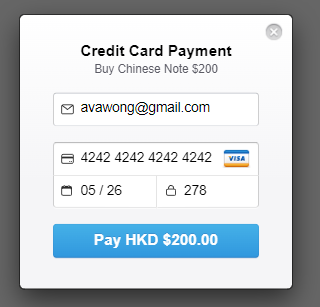 Credit Card Payment
Buy Chinese Note $200
avawong@gmail.com
4242 4242 4242 4242 VISA
05 / 26 278
Pay HKD $200.00